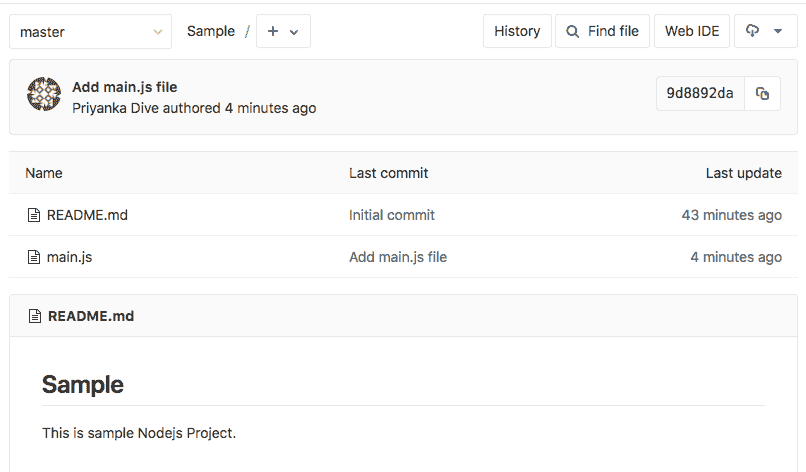 master Sample / + History Find file Web IDE
Add main.js file
Priyanka Dive authored 4 minutes ago
9d8892da
Name Last commit Last update
README.md Initial commit 43 minutes ago
main.js Add main.js file 4 minutes ago
README.md
Sample
This is sample Nodejs Project.